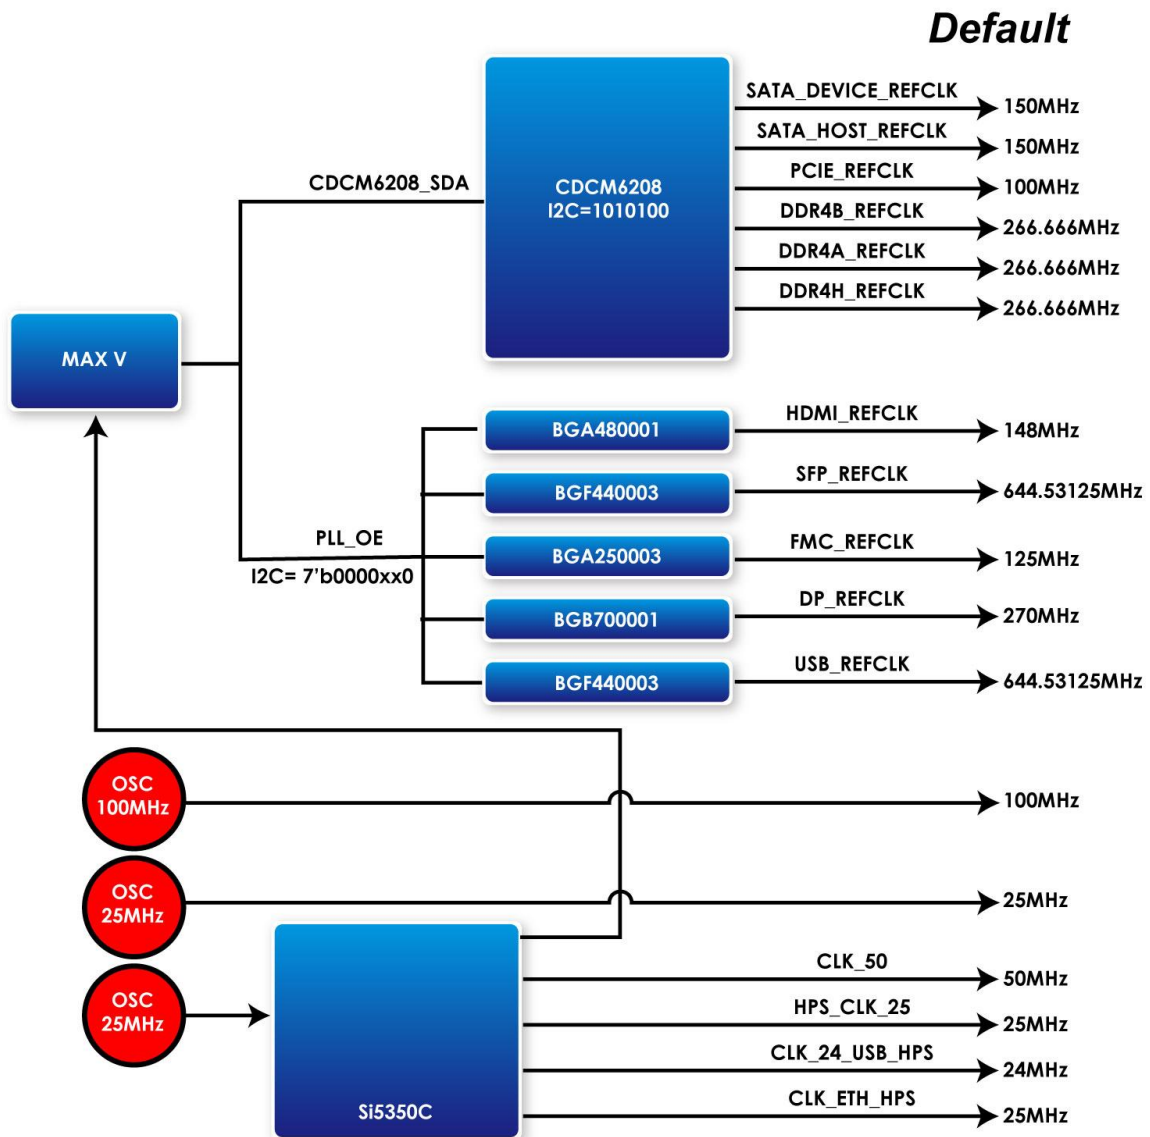 Default
SATA_DEVICE_REFCLK
150MHz
SATA_HOST_REFCLK
150MHz
CDCM6208_SDA
CDCM6208
I2C=1010100
PCIE_REFCLK
100MHz
DDR4B_REFCLK
266.666MHz
DDR4A_REFCLK
266.666MHz
DDR4H_REFCLK
266.666MHz
MAX V
BGA480001
HDMI_REFCLK
148MHz
BGF440003
SFP_REFCLK
644.53125MHz
PLL_OE
I2C= 7'b0000xx0
BGA250003
FMC_REFCLK
125MHz
BGB700001
DP_REFCLK
270MHz
BGF440003
USB_REFCLK
644.53125MHz
OSC
100MHz
100MHz
OSC
25MHz
25MHz
OSC
25MHz
Si5350C
CLK_50
50MHz
HPS_CLK_25
25MHz
CLK_24_USB_HPS
24MHz
CLK_ETH_HPS
25MHz